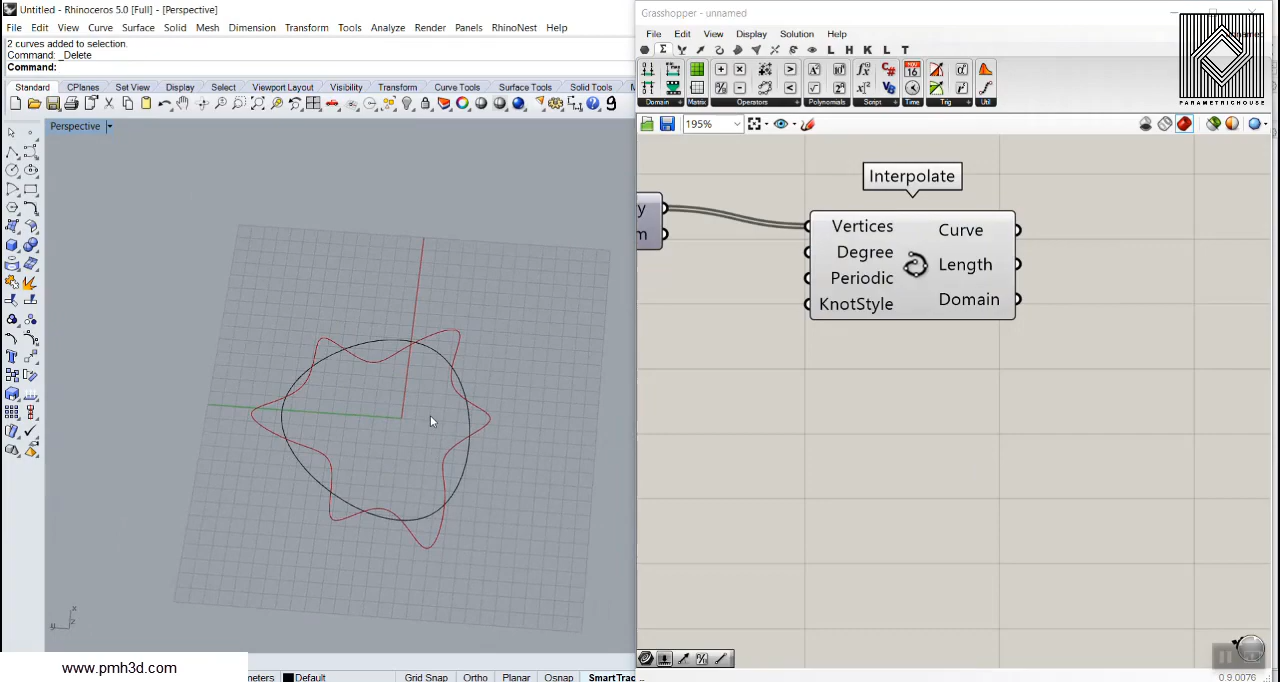 Untitled - Rhinoceros 5.0 [Full] - [Perspective]
File Edit View Curve Surface Solid Mesh Dimension Transform Tools Analyze Render Panels RhinoNest Help
2 curves added to selection.
Command: _Delete
Command:
Standard CPlanes Set View Display Select Viewport Layout Visibility Transform Curve Tools Surface Tools Solid Tools
Perspective
x
y
z
www.pmh3d.com
Default
Grid Snap Ortho Planar Osnap SmartTrac
Grasshopper - unnamed
File Edit View Display Solution Help
L H K L T
Domain Matrix Operators Polynomials Script Time Trig Util
PARAMETRICHOUSE
195%
Interpolate
y
m
Vertices
Degree
Periodic
KnotStyle
Curve
Length
Domain
0.9.0076